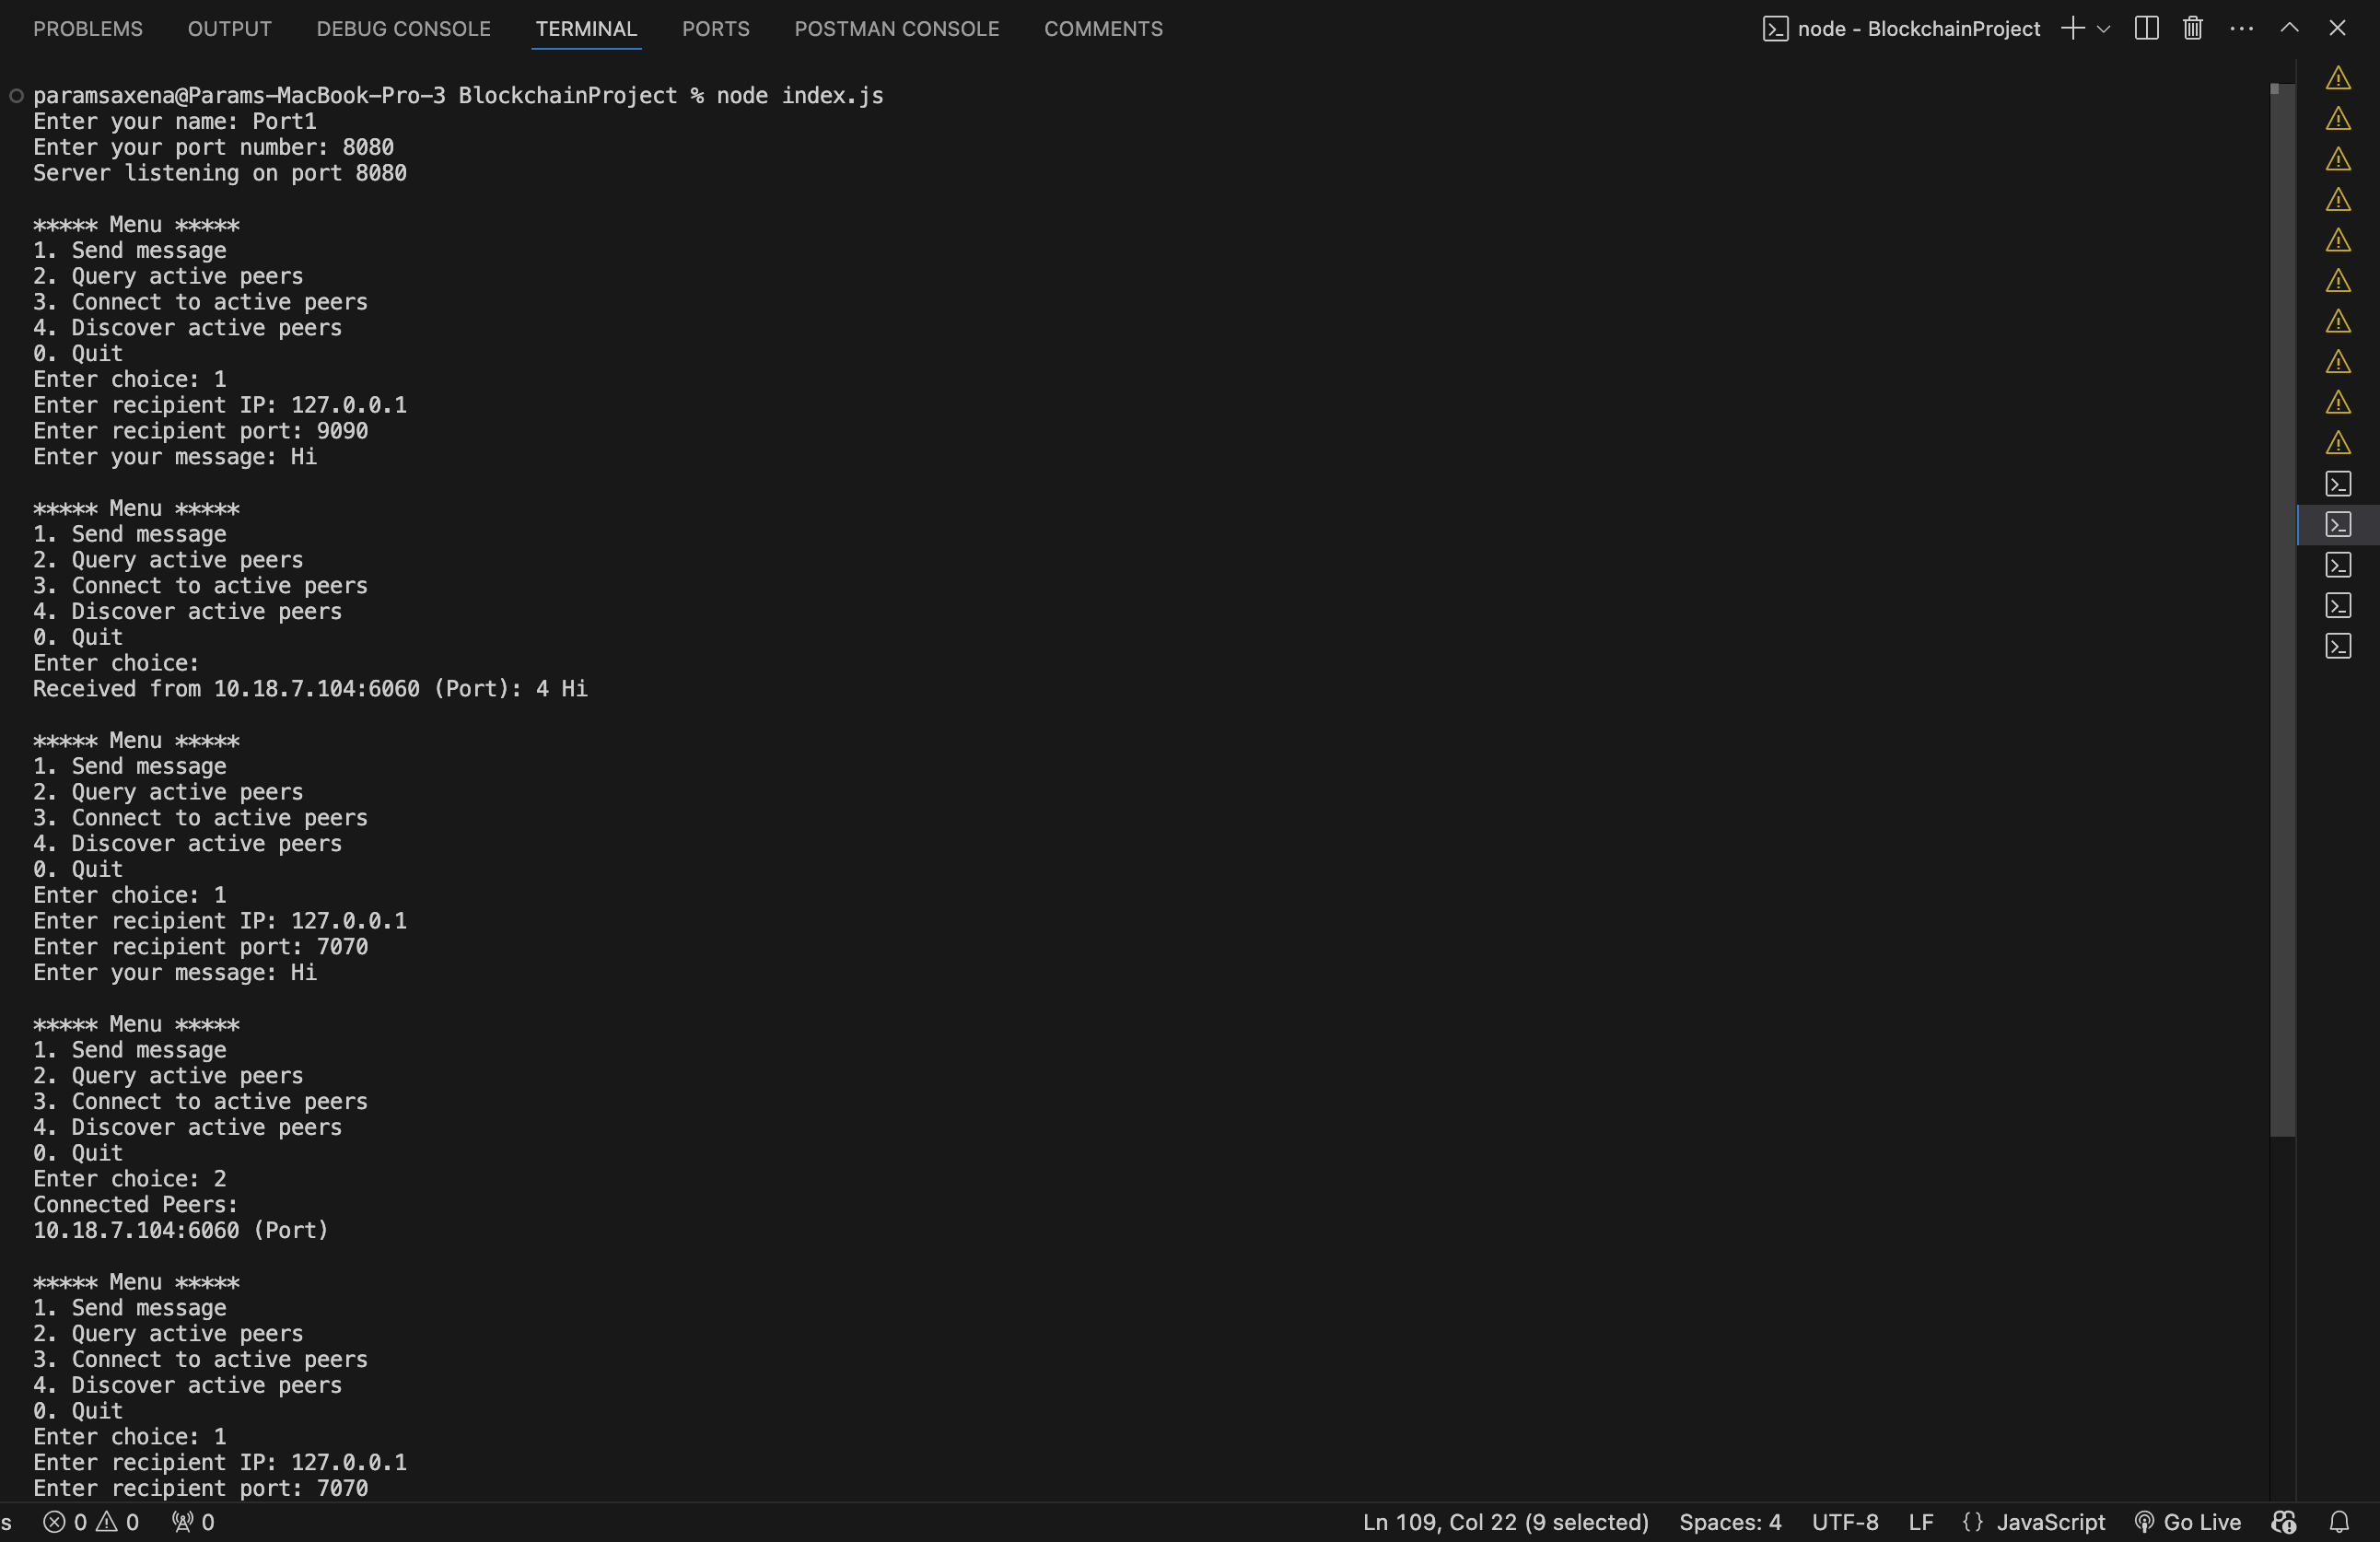 PROBLEMS OUTPUT DEBUG CONSOLE TERMINAL PORTS POSTMAN CONSOLE COMMENTS node - BlockchainProject
paramsaxena@Params-MacBook-Pro-3 BlockchainProject % node index.js
Enter your name: Port1
Enter your port number: 8080
Server listening on port 8080
***** Menu *****
1. Send message
2. Query active peers
3. Connect to active peers
4. Discover active peers
0. Quit
Enter choice: 1
Enter recipient IP: 127.0.0.1
Enter recipient port: 9090
Enter your message: Hi
***** Menu *****
1. Send message
2. Query active peers
3. Connect to active peers
4. Discover active peers
0. Quit
Enter choice:
Received from 10.18.7.104:6060 (Port): 4 Hi
***** Menu *****
1. Send message
2. Query active peers
3. Connect to active peers
4. Discover active peers
0. Quit
Enter choice: 1
Enter recipient IP: 127.0.0.1
Enter recipient port: 7070
Enter your message: Hi
***** Menu *****
1. Send message
2. Query active peers
3. Connect to active peers
4. Discover active peers
0. Quit
Enter choice: 2
Connected Peers:
10.18.7.104:6060 (Port)
***** Menu *****
1. Send message
2. Query active peers
3. Connect to active peers
4. Discover active peers
0. Quit
Enter choice: 1
Enter recipient IP: 127.0.0.1
Enter recipient port: 7070
s 0 0 0 Ln 109, Col 22 (9 selected) Spaces: 4 UTF-8 LF {} JavaScript Go Live